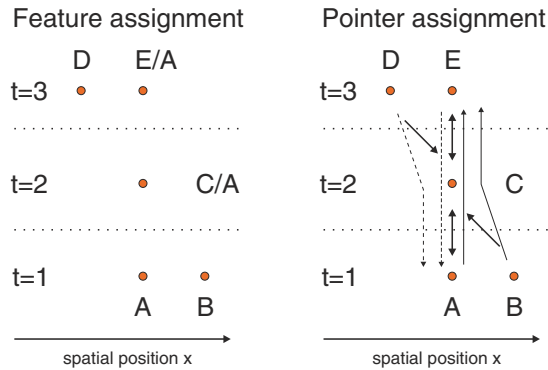 Feature assignment
D E/A
t=3
t=2 C/A
t=1
A B
spatial position x
Pointer assignment
D E
t=3
t=2 C
t=1
A B
spatial position x